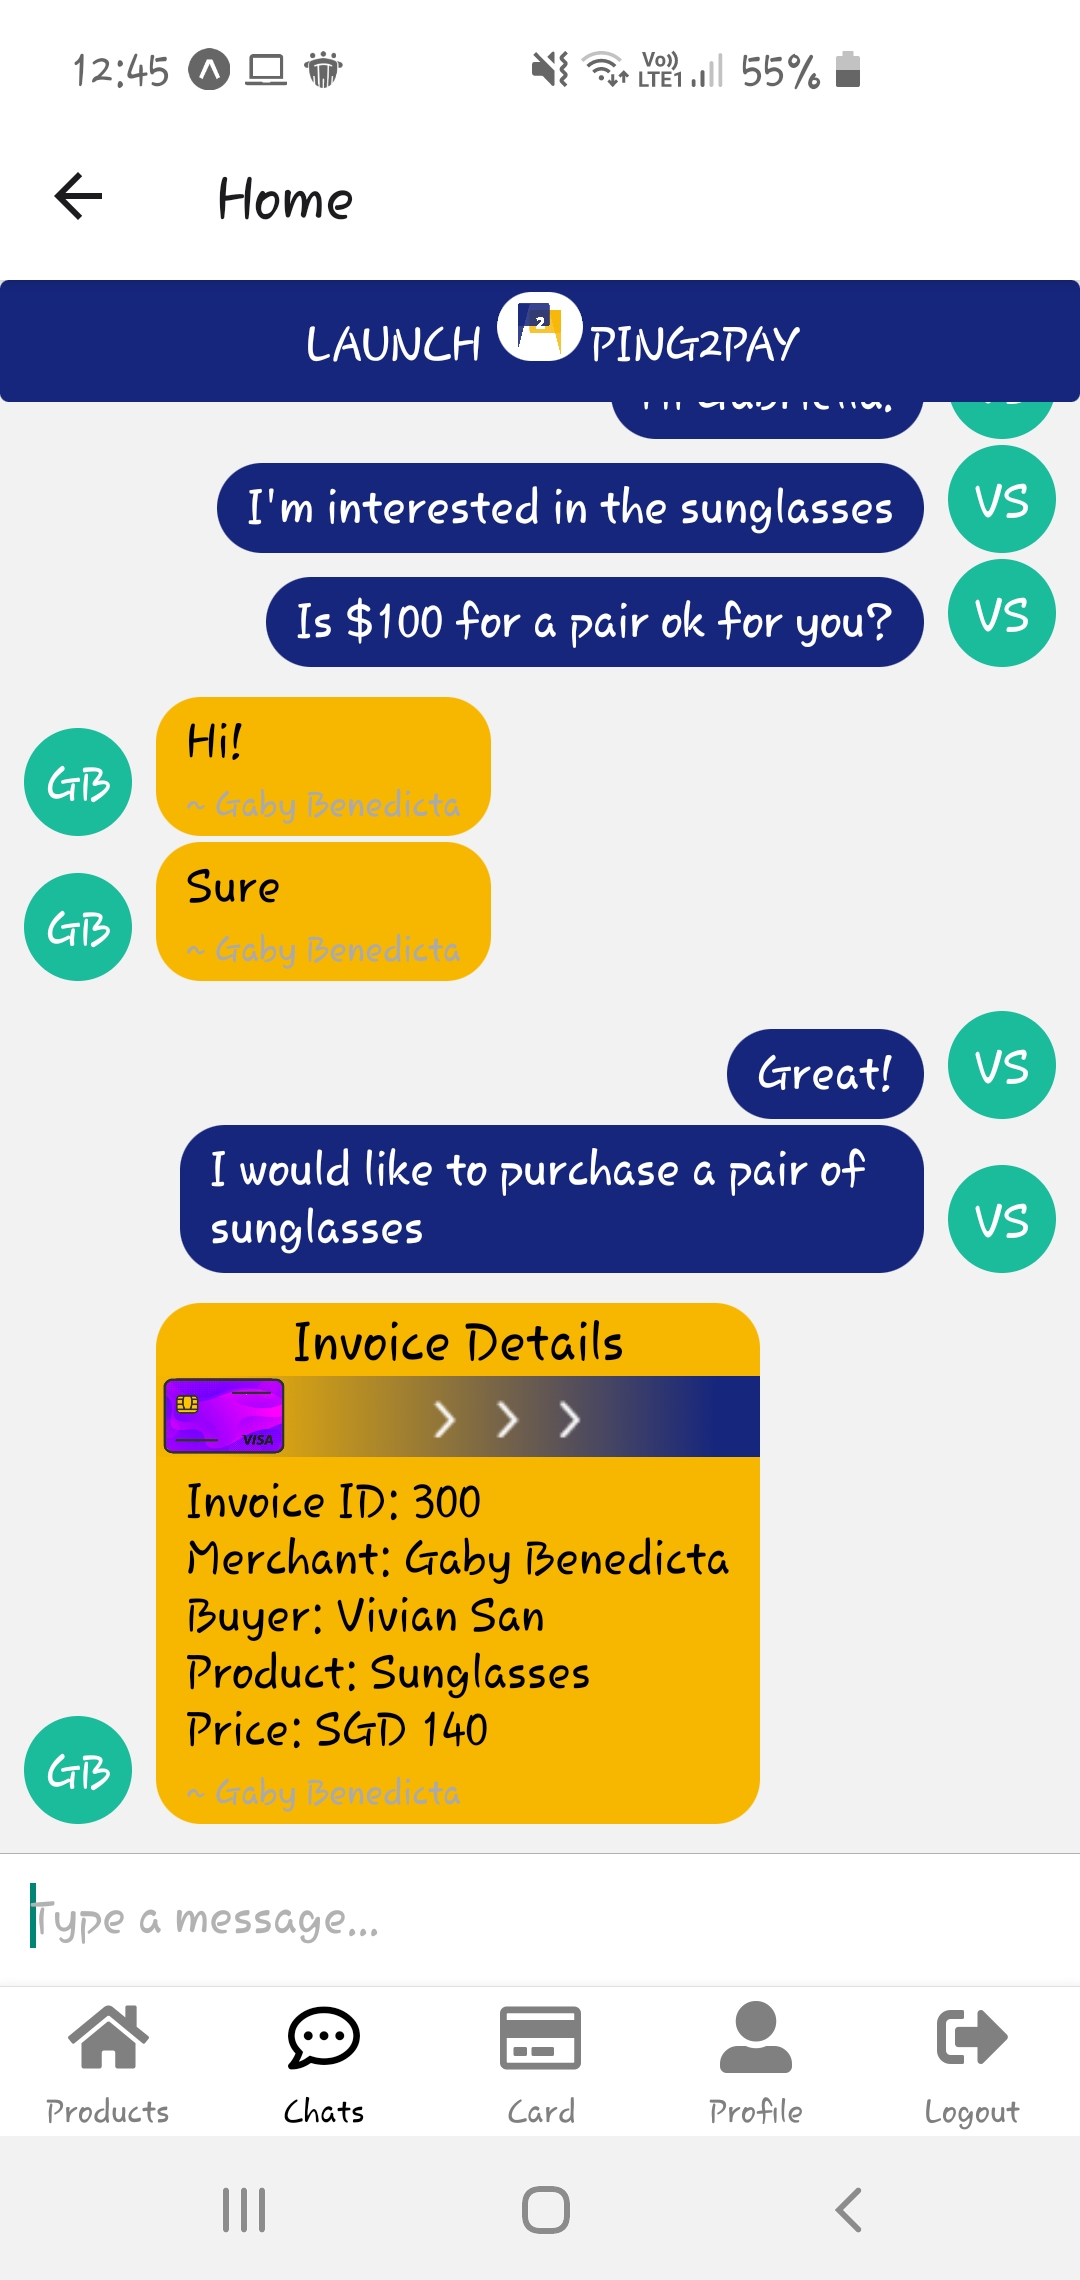 12:45
Vo))
LTE1
55%
Home
LAUNCH 2 PING2PAY
VS
I'm interested in the sunglasses
VS
Is $100 for a pair ok for you?
VS
Hi!
~ Gaby Benedicta
GB
Sure
~ Gaby Benedicta
GB
Great!
VS
I would like to purchase a pair of
sunglasses
VS
Invoice Details
VISA
Invoice ID: 300
Merchant: Gaby Benedicta
Buyer: Vivian San
Product: Sunglasses
Price: SGD 140
~ Gaby Benedicta
GB
Type a message...
Products
Chats
Card
Profile
Logout